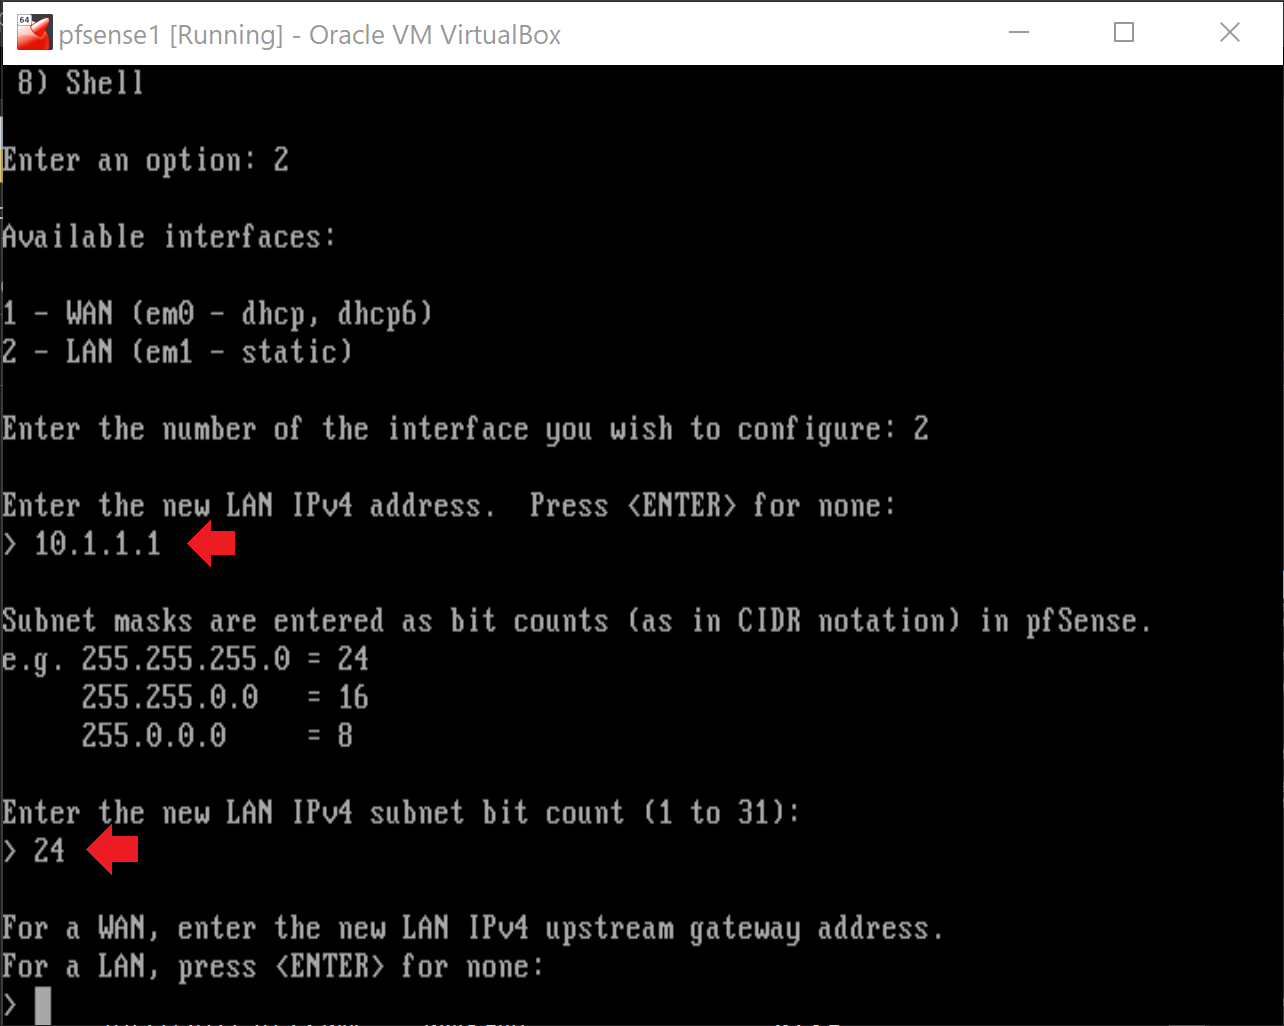 64
pfsense1 [Running] - Oracle VM VirtualBox
8) Shell
Enter an option: 2
Available interfaces:
1 - WAN (em0 - dhcp, dhcp6)
2 - LAN (em1 - static)
Enter the number of the interface you wish to configure: 2
Enter the new LAN IPv4 address.  Press <ENTER> for none:
> 10.1.1.1
Subnet masks are entered as bit counts (as in CIDR notation) in pfSense.
e.g. 255.255.255.0 = 24
     255.255.0.0   = 16
     255.0.0.0     = 8
Enter the new LAN IPv4 subnet bit count (1 to 31):
> 24
For a WAN, enter the new LAN IPv4 upstream gateway address.
For a LAN, press <ENTER> for none:
>